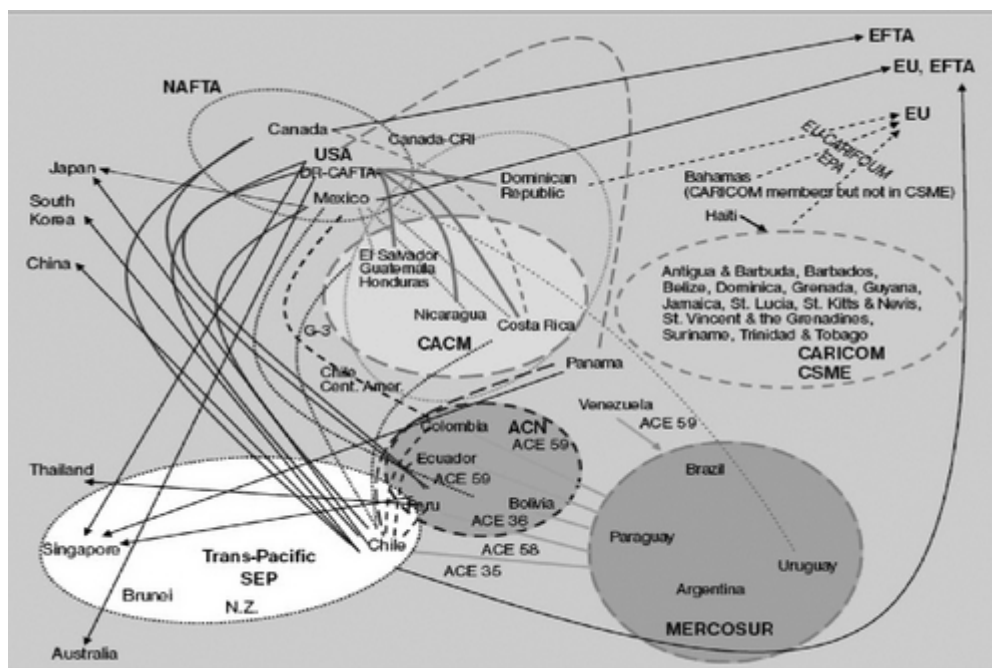 EFTA
EU, EFTA
NAFTA
EU
Canada
Canada-CRI
EU-CARIFOUM
EPA
USA
DR-CAFTA
Japan
Dominican
Republic
Bahamas
(CARICOM members but not in CSME)
Mexico
South
Korea
Haiti
China
El Salvador
Guatemala
Honduras
Antigua & Barbuda, Barbados,
Belize, Dominica, Grenada, Guyana,
Jamaica, St. Lucia, St. Kitts & Nevis,
St. Vincent & the Grenadines,
Suriname, Trinidad & Tobago
CARICOM
CSME
Nicaragua
Costa Rica
G-3
CACM
Panama
Chile
Cent. Amer.
Venezuela
ACE 59
Colombia
ACN
ACE 59
Ecuador
ACE 59
Brazil
Thailand
Peru
Bolivia
ACE 36
Paraguay
Singapore
Trans-Pacific
SEP
Chile
ACE 58
ACE 35
Uruguay
Brunei
N.Z.
Argentina
MERCOSUR
Australia